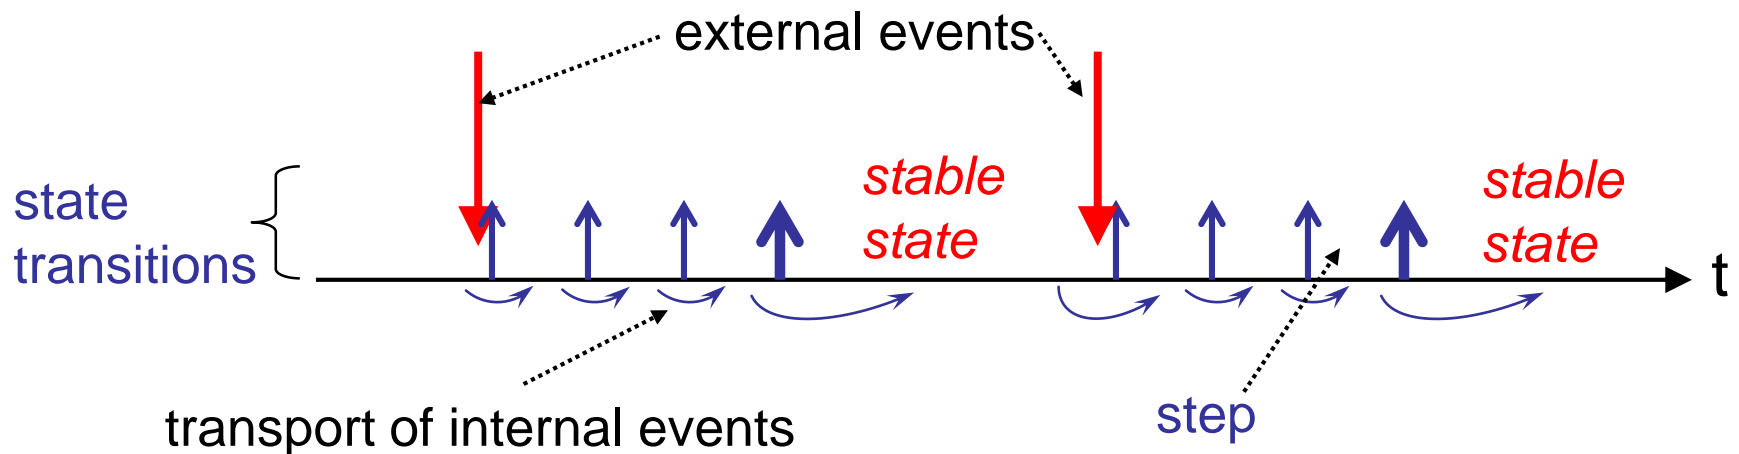 external events
state
transitions
stable
state
stable
state
t
transport of internal events
step